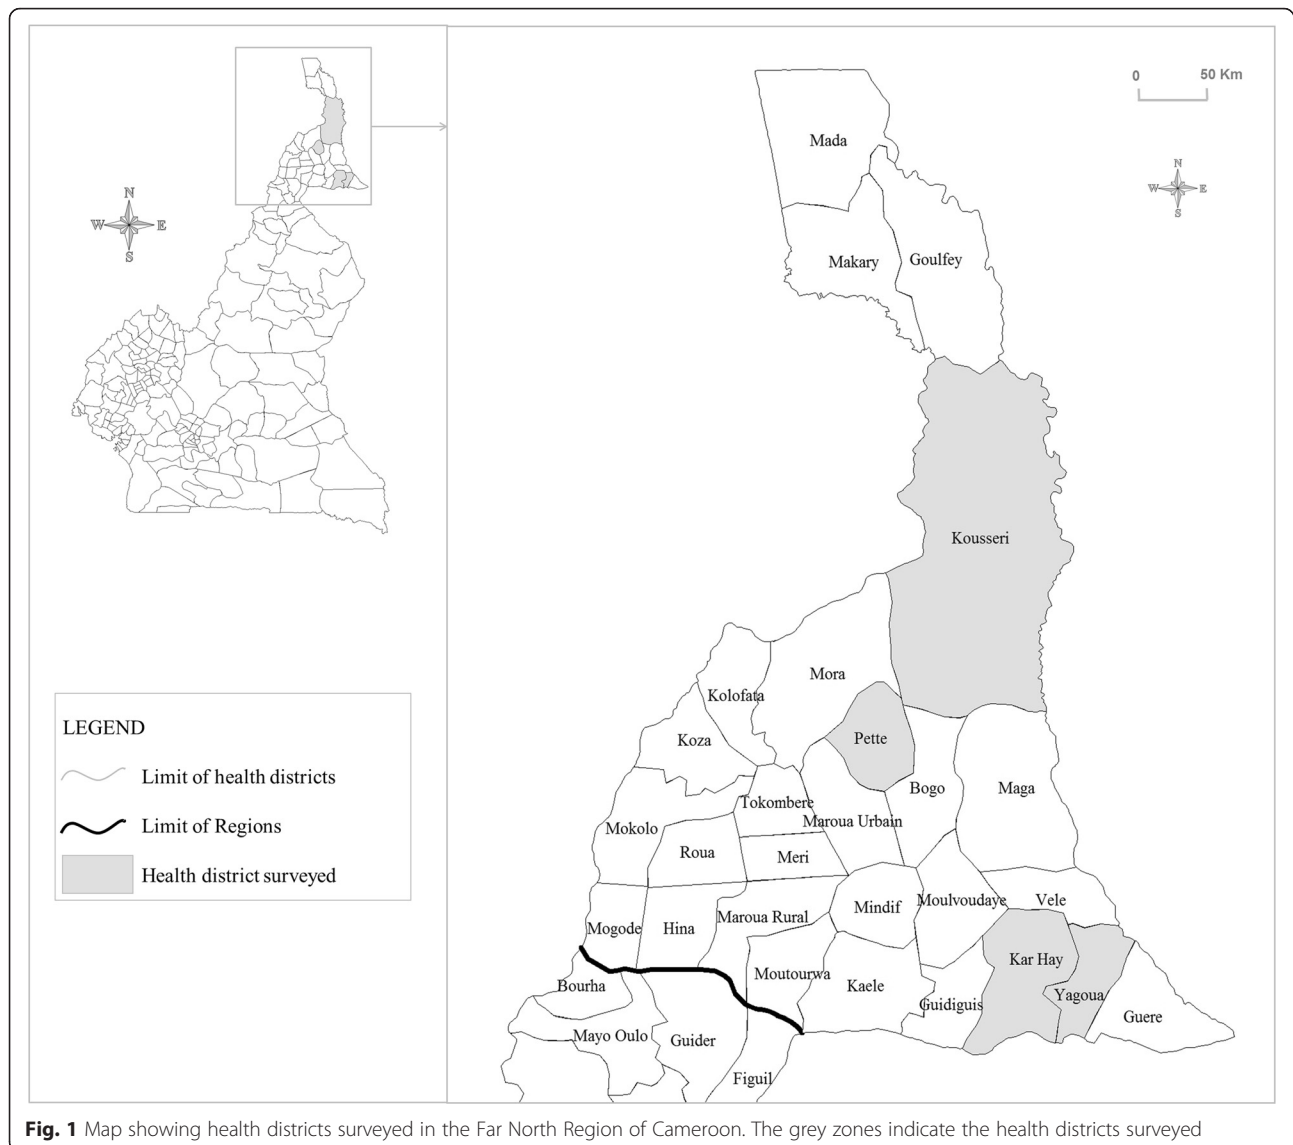 N
W E
S
0 50 Km
N
W E
S
Mada
Makary
Goulfey
Kousseri
Mora
Kolofata
Koza
Pette
Bogo
Maga
Tokombere
Maroua Urbain
Mokolo
Roua
Meri
Mindif
Moulvoudaye
Vele
Mogode
Hina
Maroua Rural
Kar Hay
Moutourwa
Kaele
Guidiguis
Yagoua
Guere
Bourha
Mayo Oulo
Guider
Figuil
LEGEND
Limit of health districts
Limit of Regions
Health district surveyed
Fig. 1 Map showing health districts surveyed in the Far North Region of Cameroon. The grey zones indicate the health districts surveyed